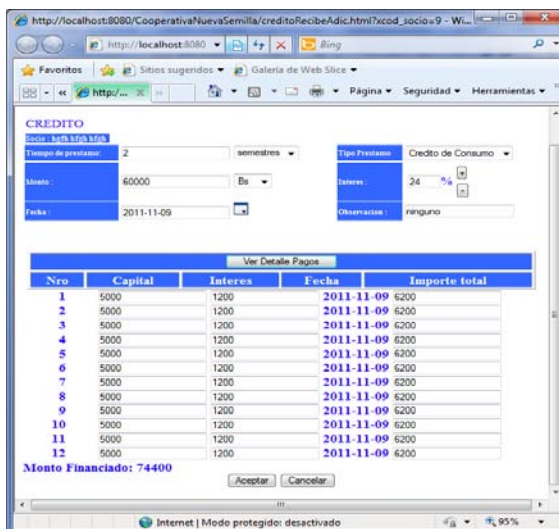 http://localhost:8080/CooperativaNuevaSemilla/creditoRecibeAdic.html?xcod_socio=9 - Wi...
http://localhost:8080 Bing
Favoritos Sitios sugeridos Galería de Web Slice
http:/... Página Seguridad Herramientas
CREDITO
Socio :
Tiempo de prestamo: 2 semestres Tipo Prestamo Credito de Consumo
Monto : 60000 Bs Interes : 24 %
Fecha : 2011-11-09 Observacion : ninguno
Ver Detalle Pagos
Nro Capital Interes Fecha Importe total
1 5000 1200 2011-11-09 6200
2 5000 1200 2011-11-09 6200
3 5000 1200 2011-11-09 6200
4 5000 1200 2011-11-09 6200
5 5000 1200 2011-11-09 6200
6 5000 1200 2011-11-09 6200
7 5000 1200 2011-11-09 6200
8 5000 1200 2011-11-09 6200
9 5000 1200 2011-11-09 6200
10 5000 1200 2011-11-09 6200
11 5000 1200 2011-11-09 6200
12 5000 1200 2011-11-09 6200
Monto Financiado: 74400
Aceptar Cancelar
Internet | Modo protegido: desactivado 95%